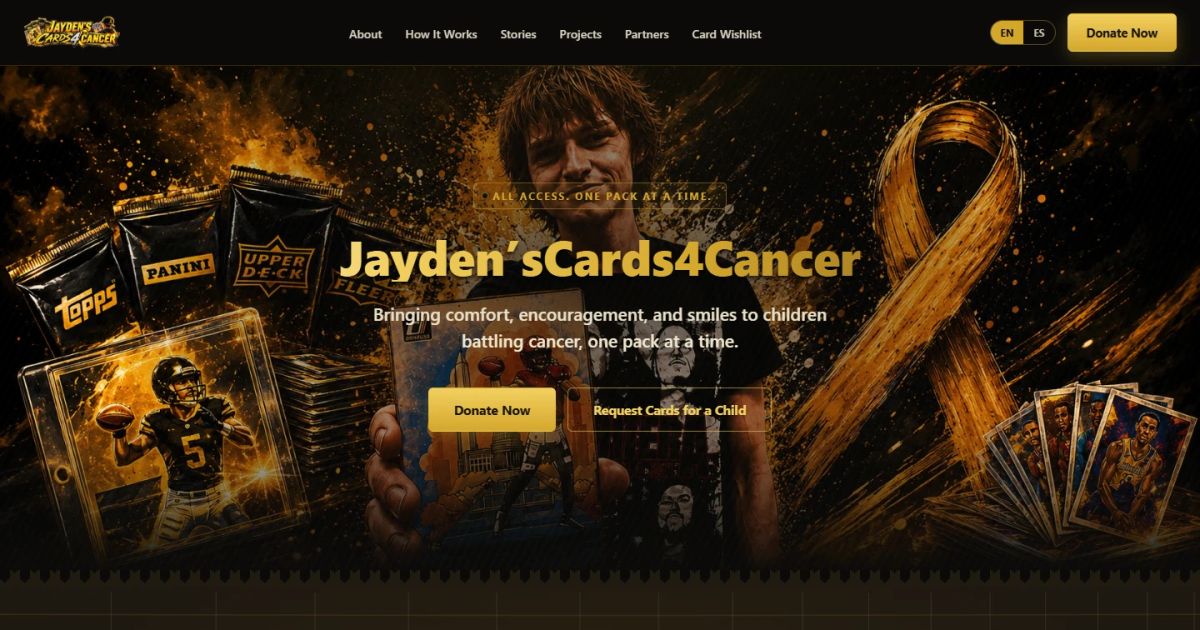 JAYDEN'S
CARDS4CANCER
About
How It Works
Stories
Projects
Partners
Card Wishlist
EN
ES
Donate Now
ALL ACCESS. ONE PACK AT A TIME.
Jayden´sCards4Cancer
Bringing comfort, encouragement, and smiles to children
battling cancer, one pack at a time.
Donate Now
Request Cards for a Child
TOPPS
PANINI
UPPER
DECK
FLEER
5